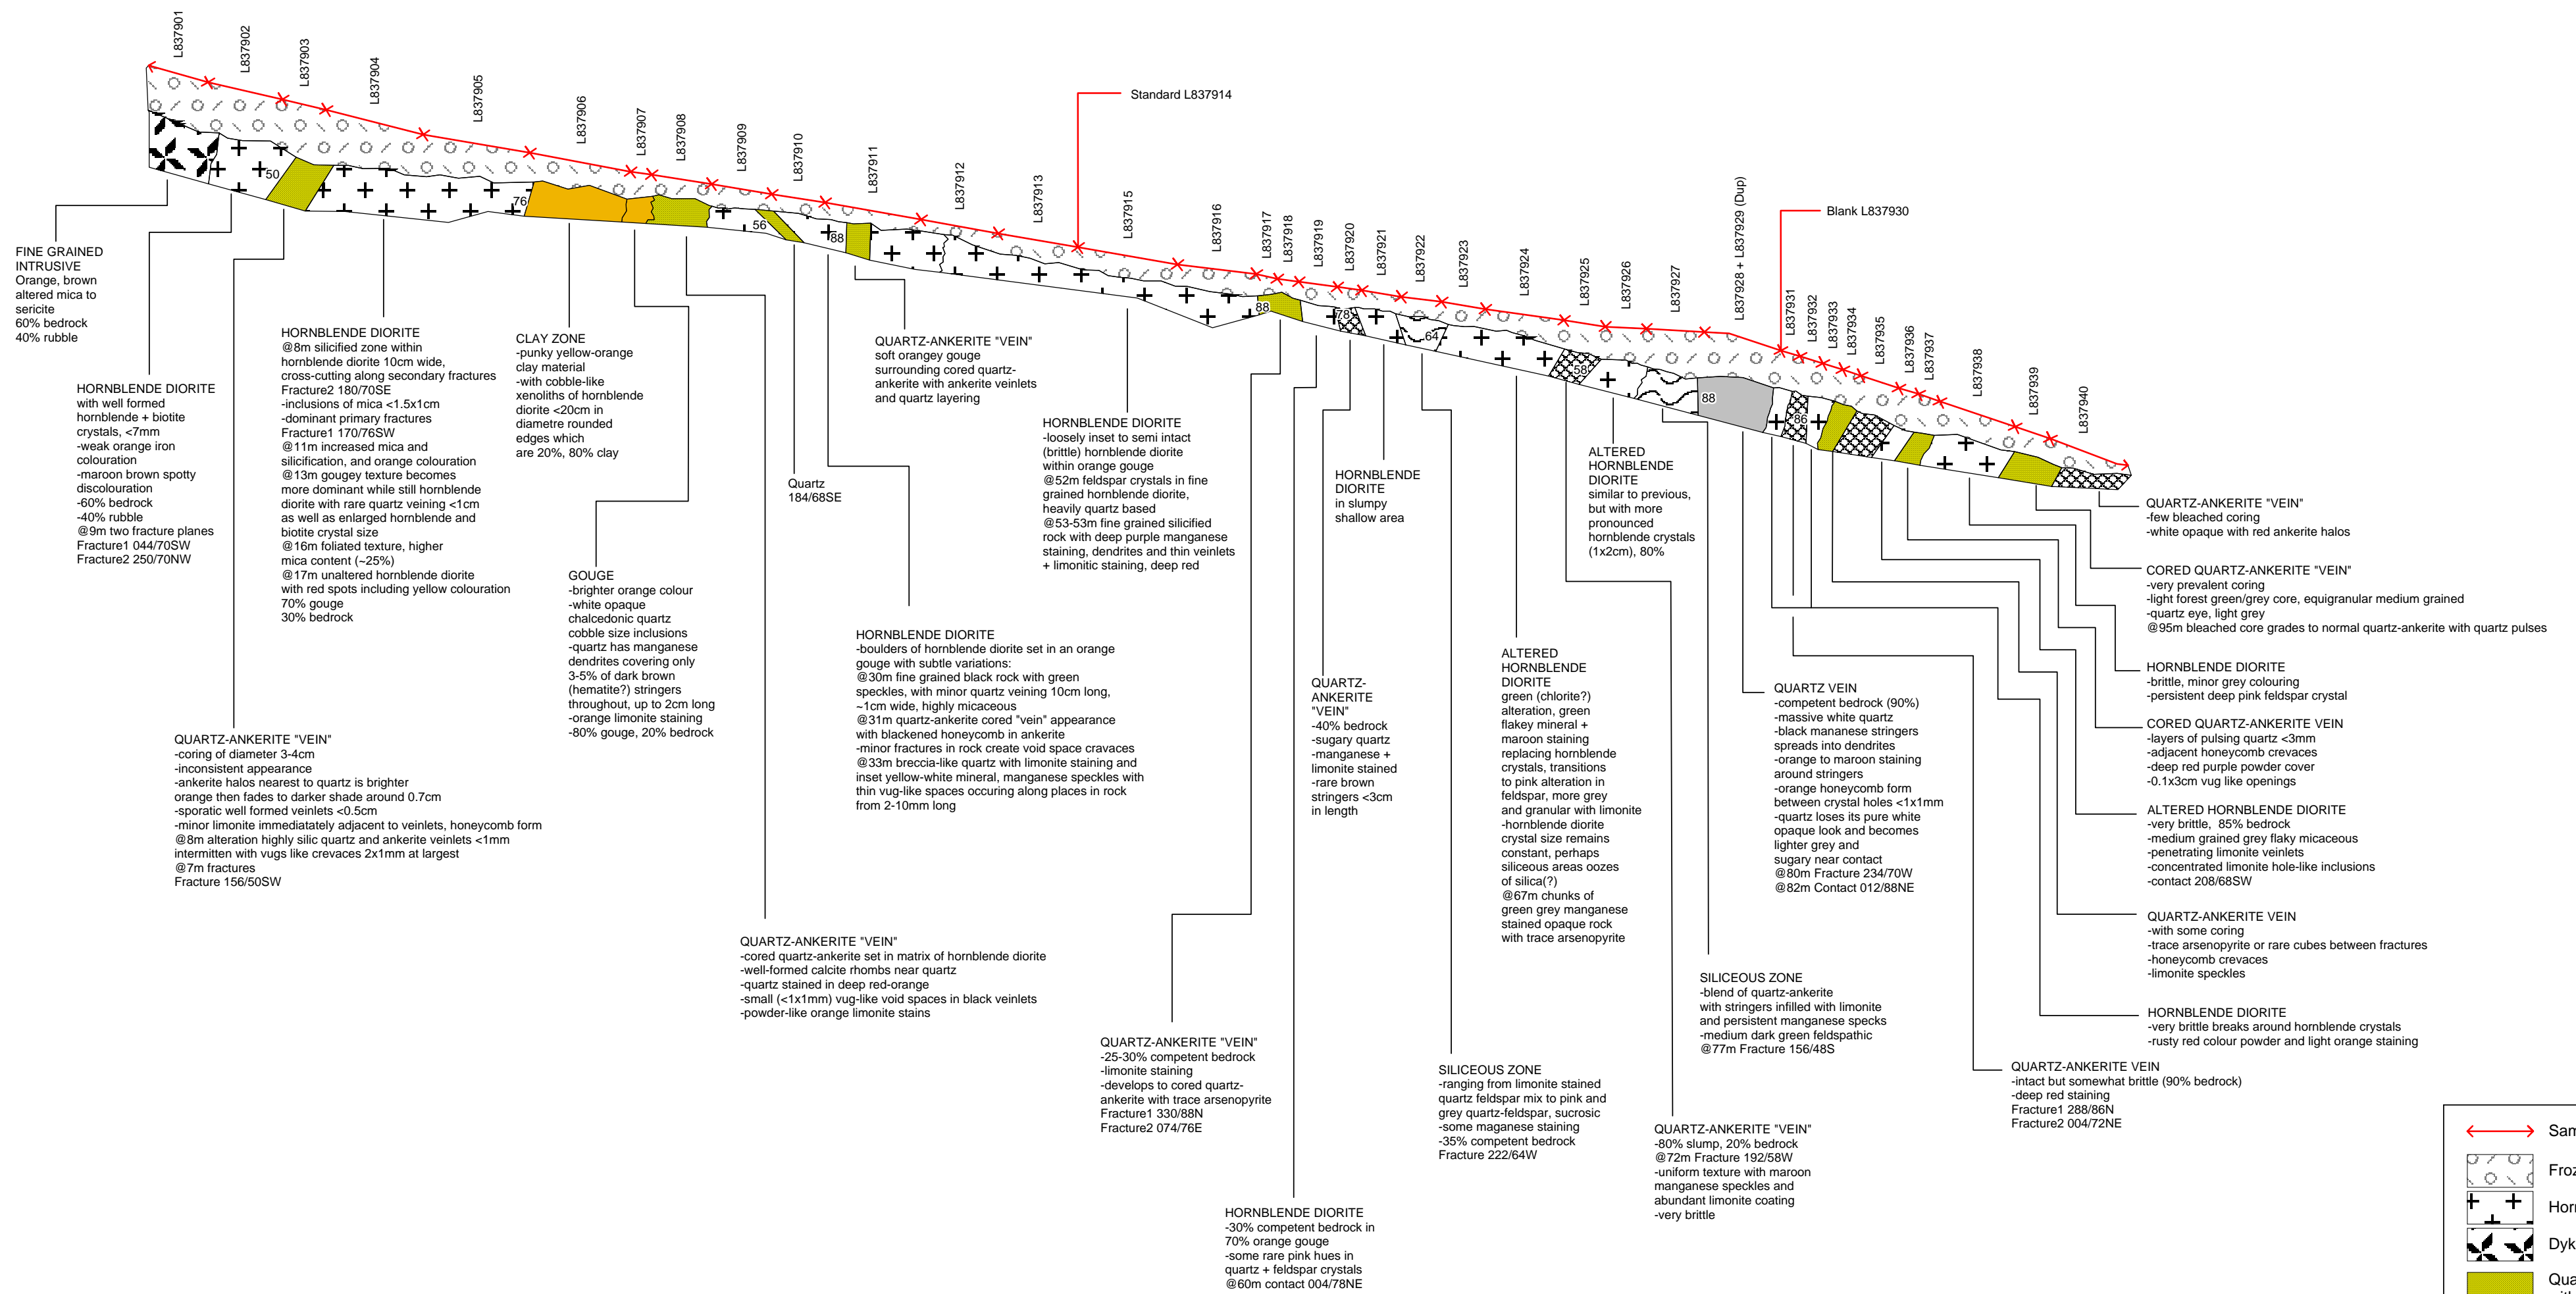 L837901
L837902
L837903
L837904
L837905
L837906
L837907
L837908
L837909
L837910
L837911
L837912
L837913
Standard L837914
L837915
L837916
L837917
L837918
L837919
L837920
L837921
L837922
L837923
L837924
L837925
L837926
L837927
L837928 + L837929 (Dup)
Blank L837930
L837931
L837932
L837933
L837934
L837935
L837936
L837937
L837938
L837939
L837940
50
76
56
88
88
78
64
58
88
86
FINE GRAINED
INTRUSIVE
Orange, brown
altered mica to
sericite
60% bedrock
40% rubble
HORNBLENDE DIORITE
with well formed
hornblende + biotite
crystals, <7mm
-weak orange iron
colouration
-maroon brown spotty
discolouration
-60% bedrock
-40% rubble
@9m two fracture planes
Fracture1 044/70SW
Fracture2 250/70NW
QUARTZ-ANKERITE "VEIN"
-coring of diameter 3-4cm
-inconsistent appearance
-ankerite halos nearest to quartz is brighter
orange then fades to darker shade around 0.7cm
-sporatic well formed veinlets <0.5cm
-minor limonite immediatately adjacent to veinlets, honeycomb form
@8m alteration highly silic quartz and ankerite veinlets <1mm
intermitten with vugs like crevaces 2x1mm at largest
@7m fractures
Fracture 156/50SW
HORNBLENDE DIORITE
@8m silicified zone within
hornblende diorite 10cm wide,
cross-cutting along secondary fractures
Fracture2 180/70SE
-inclusions of mica <1.5x1cm
-dominant primary fractures
Fracture1 170/76SW
@11m increased mica and
silicification, and orange colouration
@13m gougey texture becomes
more dominant while still hornblende
diorite with rare quartz veining <1cm
as well as enlarged hornblende and
biotite crystal size
@16m foliated texture, higher
mica content (~25%)
@17m unaltered hornblende diorite
with red spots including yellow colouration
70% gouge
30% bedrock
CLAY ZONE
-punky yellow-orange
clay material
-with cobble-like
xenoliths of hornblende
diorite <20cm in
diametre rounded
edges which
are 20%, 80% clay
GOUGE
-brighter orange colour
-white opaque
chalcedonic quartz
cobble size inclusions
-quartz has manganese
dendrites covering only
3-5% of dark brown
(hematite?) stringers
throughout, up to 2cm long
-orange limonite staining
-80% gouge, 20% bedrock
QUARTZ-ANKERITE "VEIN"
-cored quartz-ankerite set in matrix of hornblende diorite
-well-formed calcite rhombs near quartz
-quartz stained in deep red-orange
-small (<1x1mm) vug-like void spaces in black veinlets
-powder-like orange limonite stains
Quartz
184/68SE
HORNBLENDE DIORITE
-boulders of hornblende diorite set in an orange
gouge with subtle variations:
@30m fine grained black rock with green
speckles, with minor quartz veining 10cm long,
~1cm wide, highly micaceous
@31m quartz-ankerite cored "vein" appearance
with blackened honeycomb in ankerite
-minor fractures in rock create void space cravaces
@33m breccia-like quartz with limonite staining and
inset yellow-white mineral, manganese speckles with
thin vug-like spaces occuring along places in rock
from 2-10mm long
QUARTZ-ANKERITE "VEIN"
soft orangey gouge
surrounding cored quartz-
ankerite with ankerite veinlets
and quartz layering
HORNBLENDE DIORITE
-loosely inset to semi intact
(brittle) hornblende diorite
within orange gouge
@52m feldspar crystals in fine
grained hornblende diorite,
heavily quartz based
@53-53m fine grained silicified
rock with deep purple manganese
staining, dendrites and thin veinlets
+ limonitic staining, deep red
QUARTZ-ANKERITE "VEIN"
-25-30% competent bedrock
-limonite staining
-develops to cored quartz-
ankerite with trace arsenopyrite
Fracture1 330/88N
Fracture2 074/76E
HORNBLENDE DIORITE
-30% competent bedrock in
70% orange gouge
-some rare pink hues in
quartz + feldspar crystals
@60m contact 004/78NE
QUARTZ-
ANKERITE
"VEIN"
-40% bedrock
-sugary quartz
-manganese +
limonite stained
-rare brown
stringers <3cm
in length
HORNBLENDE
DIORITE
in slumpy
shallow area
SILICEOUS ZONE
-ranging from limonite stained
quartz feldspar mix to pink and
grey quartz-feldspar, sucrosic
-some maganese staining
-35% competent bedrock
Fracture 222/64W
ALTERED
HORNBLENDE
DIORITE
green (chlorite?)
alteration, green
flakey mineral +
maroon staining
replacing hornblende
crystals, transitions
to pink alteration in
feldspar, more grey
and granular with limonite
-hornblende diorite
crystal size remains
constant, perhaps
siliceous areas oozes
of silica(?)
@67m chunks of
green grey manganese
stained opaque rock
with trace arsenopyrite
QUARTZ-ANKERITE "VEIN"
-80% slump, 20% bedrock
@72m Fracture 192/58W
-uniform texture with maroon
manganese speckles and
abundant limonite coating
-very brittle
ALTERED
HORNBLENDE
DIORITE
similar to previous,
but with more
pronounced
hornblende crystals
(1x2cm), 80%
SILICEOUS ZONE
-blend of quartz-ankerite
with stringers infilled with limonite
and persistent manganese specks
-medium dark green feldspathic
@77m Fracture 156/48S
QUARTZ VEIN
-competent bedrock (90%)
-massive white quartz
-black mananese stringers
spreads into dendrites
-orange to maroon staining
around stringers
-orange honeycomb form
between crystal holes <1x1mm
-quartz loses its pure white
opaque look and becomes
lighter grey and
sugary near contact
@80m Fracture 234/70W
@82m Contact 012/88NE
QUARTZ-ANKERITE "VEIN"
-few bleached coring
-white opaque with red ankerite halos
CORED QUARTZ-ANKERITE "VEIN"
-very prevalent coring
-light forest green/grey core, equigranular medium grained
-quartz eye, light grey
@95m bleached core grades to normal quartz-ankerite with quartz pulses
HORNBLENDE DIORITE
-brittle, minor grey colouring
-persistent deep pink feldspar crystal
CORED QUARTZ-ANKERITE VEIN
-layers of pulsing quartz <3mm
-adjacent honeycomb crevaces
-deep red purple powder cover
-0.1x3cm vug like openings
ALTERED HORNBLENDE DIORITE
-very brittle, 85% bedrock
-medium grained grey flaky micaceous
-penetrating limonite veinlets
-concentrated limonite hole-like inclusions
-contact 208/68SW
QUARTZ-ANKERITE VEIN
-with some coring
-trace arsenopyrite or rare cubes between fractures
-honeycomb crevaces
-limonite speckles
HORNBLENDE DIORITE
-very brittle breaks around hornblende crystals
-rusty red colour powder and light orange staining
QUARTZ-ANKERITE VEIN
-intact but somewhat brittle (90% bedrock)
-deep red staining
Fracture1 288/86N
Fracture2 004/72NE
Sam
Froz
Horn
Dyk
Qua